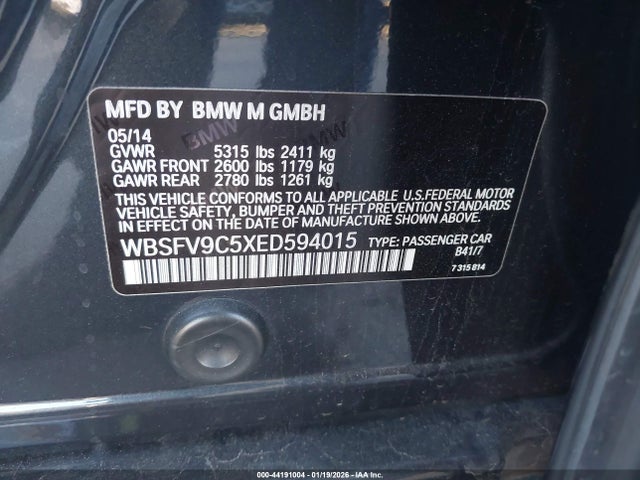 MFD BY BMW M GMBH
05/14
GVWR 5315 lbs 2411 kg
GAWR FRONT 2600 lbs 1179 kg
GAWR REAR 2780 lbs 1261 kg
THIS VEHICLE CONFORMS TO ALL APPLICABLE U.S.FEDERAL MOTOR
VEHICLE SAFETY, BUMPER AND THEFT PREVENTION STANDARDS
IN EFFECT ON THE DATE OF MANUFACTURE SHOWN ABOVE.
WBSFV9C5XED594015 TYPE: PASSENGER CAR
B41/7
7 315 814
000-44191004 | 01/19/2026 | IAAI.COM